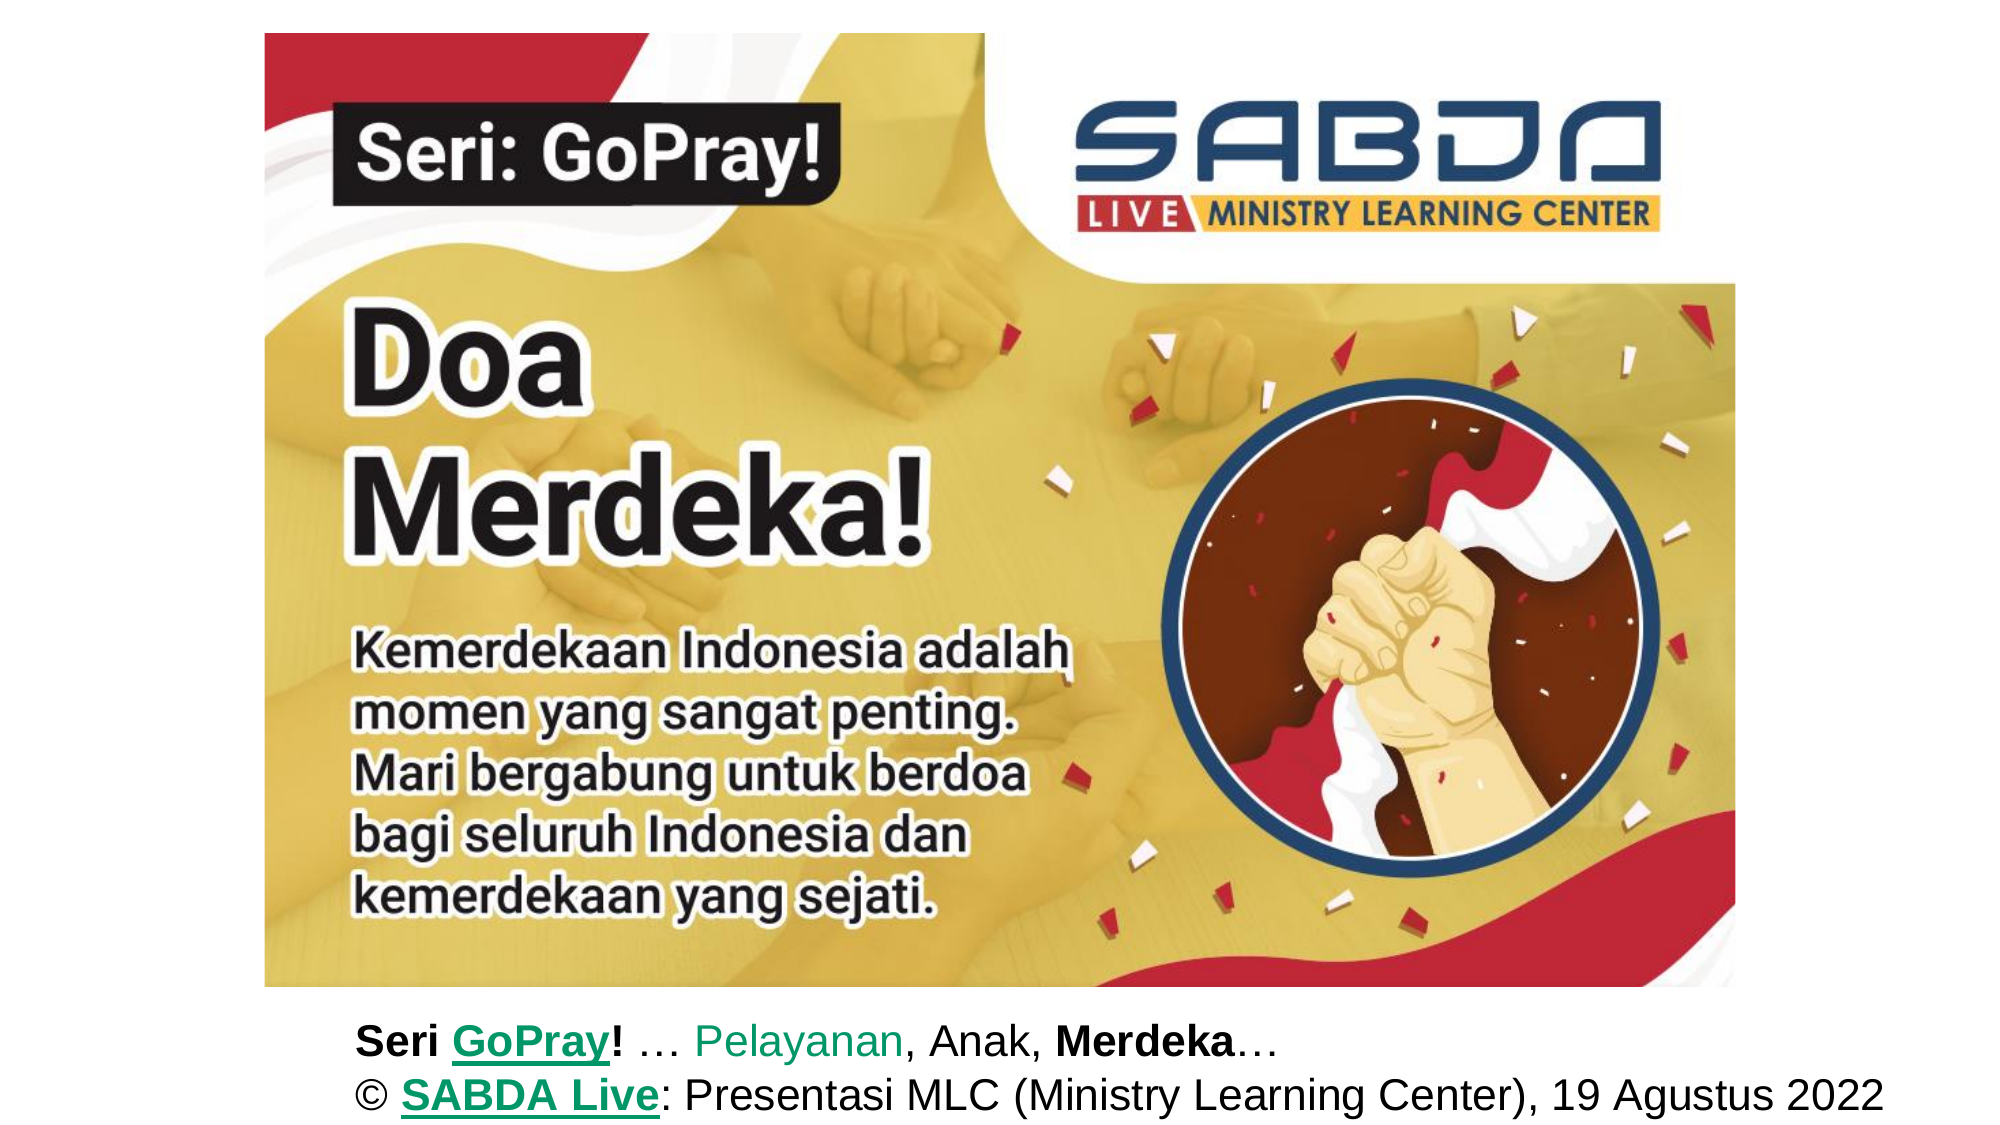 Seri: GoPray!
SABDA
LIVE MINISTRY LEARNING CENTER
Doa
Merdeka!
Kemerdekaan Indonesia adalah
momen yang sangat penting.
Mari bergabung untuk berdoa
bagi seluruh Indonesia dan
kemerdekaan yang sejati.
Seri GoPray! … Pelayanan, Anak, Merdeka…
© SABDA Live: Presentasi MLC (Ministry Learning Center), 19 Agustus 2022